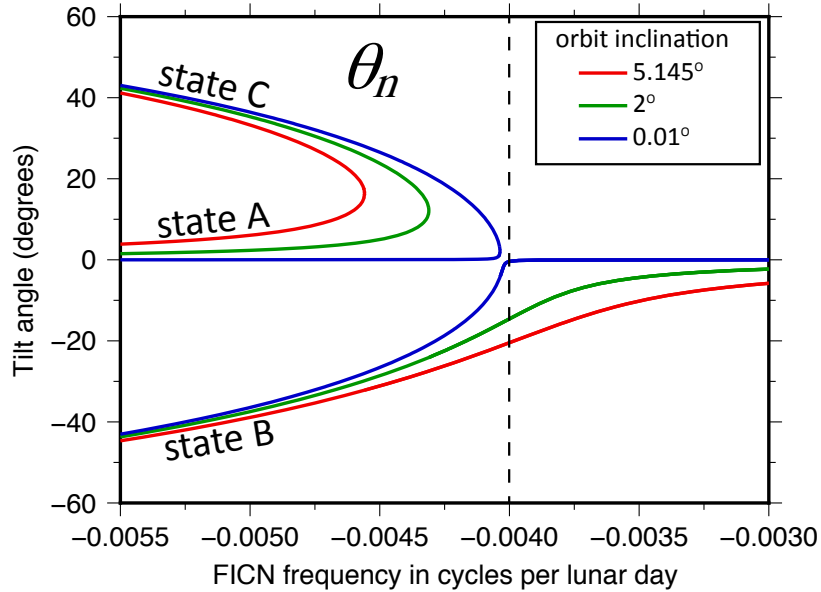 60
40
20
0
−20
−40
−60
Tilt angle (degrees)
state C
θn
orbit inclination
5.145°
2°
0.01°
state A
state B
−0.0055 −0.0050 −0.0045 −0.0040 −0.0035 −0.0030
FICN frequency in cycles per lunar day